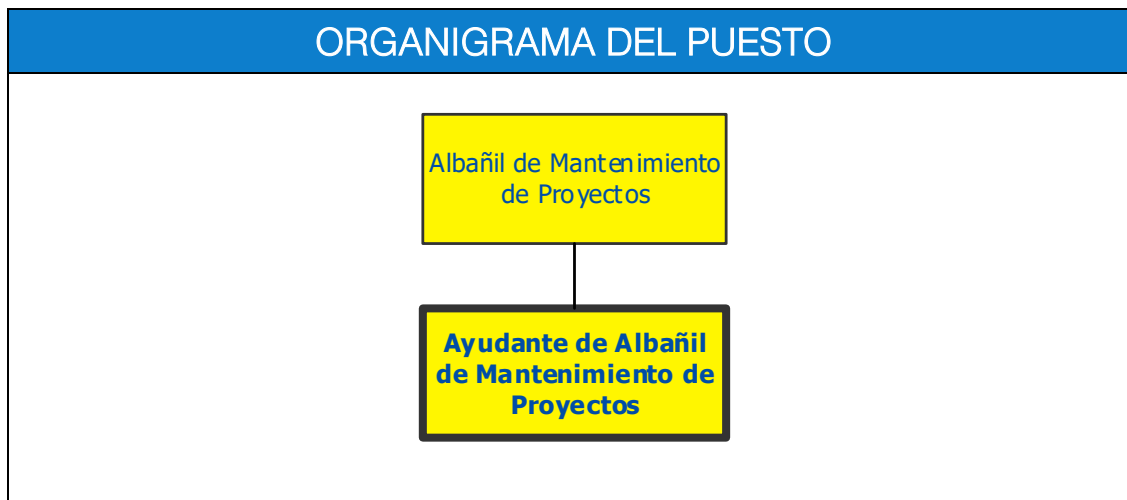 ORGANIGRAMA DEL PUESTO
Albañil de Mantenimiento
de Proyectos
Ayudante de Albañil
de Mantenimiento de
Proyectos